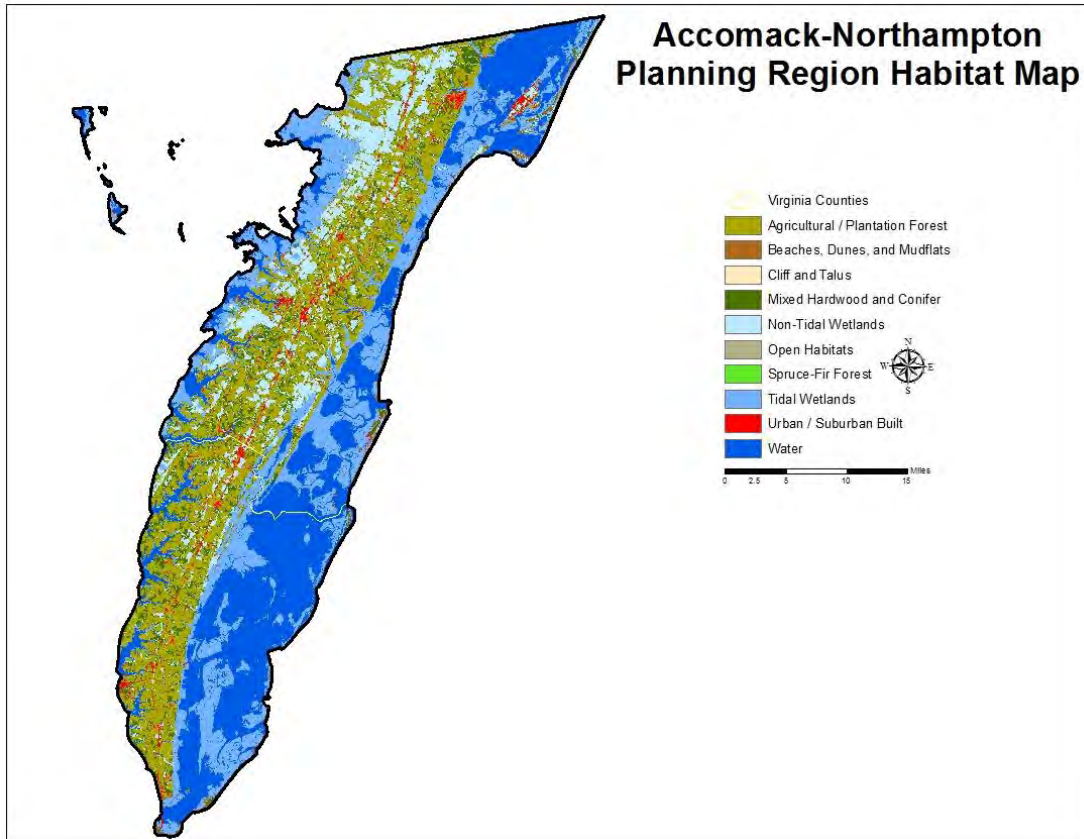 Accomack-Northampton
Planning Region Habitat Map
Virginia Counties
Agricultural / Plantation Forest
Beaches, Dunes, and Mudflats
Cliff and Talus
Mixed Hardwood and Conifer
Non-Tidal Wetlands
Open Habitats
Spruce-Fir Forest
Tidal Wetlands
Urban / Suburban Built
Water
N
W E
S
Miles
0 2.5 5 10 15